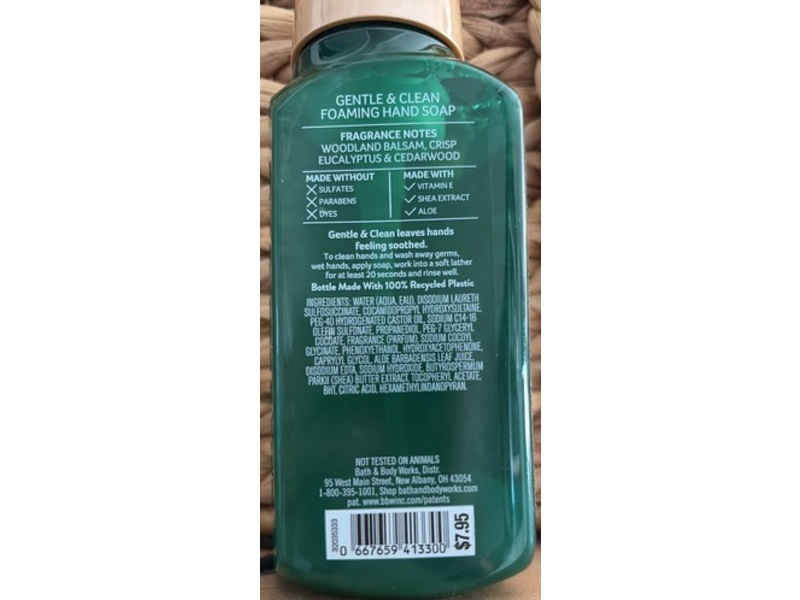 GENTLE & CLEAN
FOAMING HAND SOAP
FRAGRANCE NOTES
WOODLAND BALSAM, CRISP
EUCALYPTUS & CEDARWOOD
MADE WITHOUT
SULFATES
PARABENS
DYES
MADE WITH
VITAMIN E
SHEA EXTRACT
ALOE
Gentle & Clean leaves hands
feeling soothed.
To clean hands and wash away germs,
wet hands, apply soap, work into a soft lather
for at least 20 seconds and rinse well.
Bottle Made With 100% Recycled Plastic
INGREDIENTS: WATER (AQUA, EAU), DISODIUM LAURETH
SULFOSUCCINATE, COCAMIDOPROPYL HYDROXYSULTAINE,
PEG-40 HYDROGENATED CASTOR OIL, SODIUM C14-16
OLEFIN SULFONATE, PROPANEDIOL, PEG-7 GLYCERYL
COCOATE, FRAGRANCE (PARFUM), SODIUM COCOYL
GLYCINATE, PHENOXYETHANOL, HYDROXYACETOPHENONE,
CAPRYLYL GLYCOL, ALOE BARBADENSIS LEAF JUICE,
DISODIUM EDTA, SODIUM HYDROXIDE, BUTYROSPERMUM
PARKII (SHEA) BUTTER EXTRACT, TOCOPHERYL ACETATE,
BHT, CITRIC ACID, HEXAMETHYLINDANOPYRAN.
NOT TESTED ON ANIMALS
Bath & Body Works, Distr.
95 West Main Street, New Albany, OH 43054
1-800-395-1001, Shop bathandbodyworks.com
pat. www.bbwinc.com/patents
32035333
0 667659 413300
$7.95